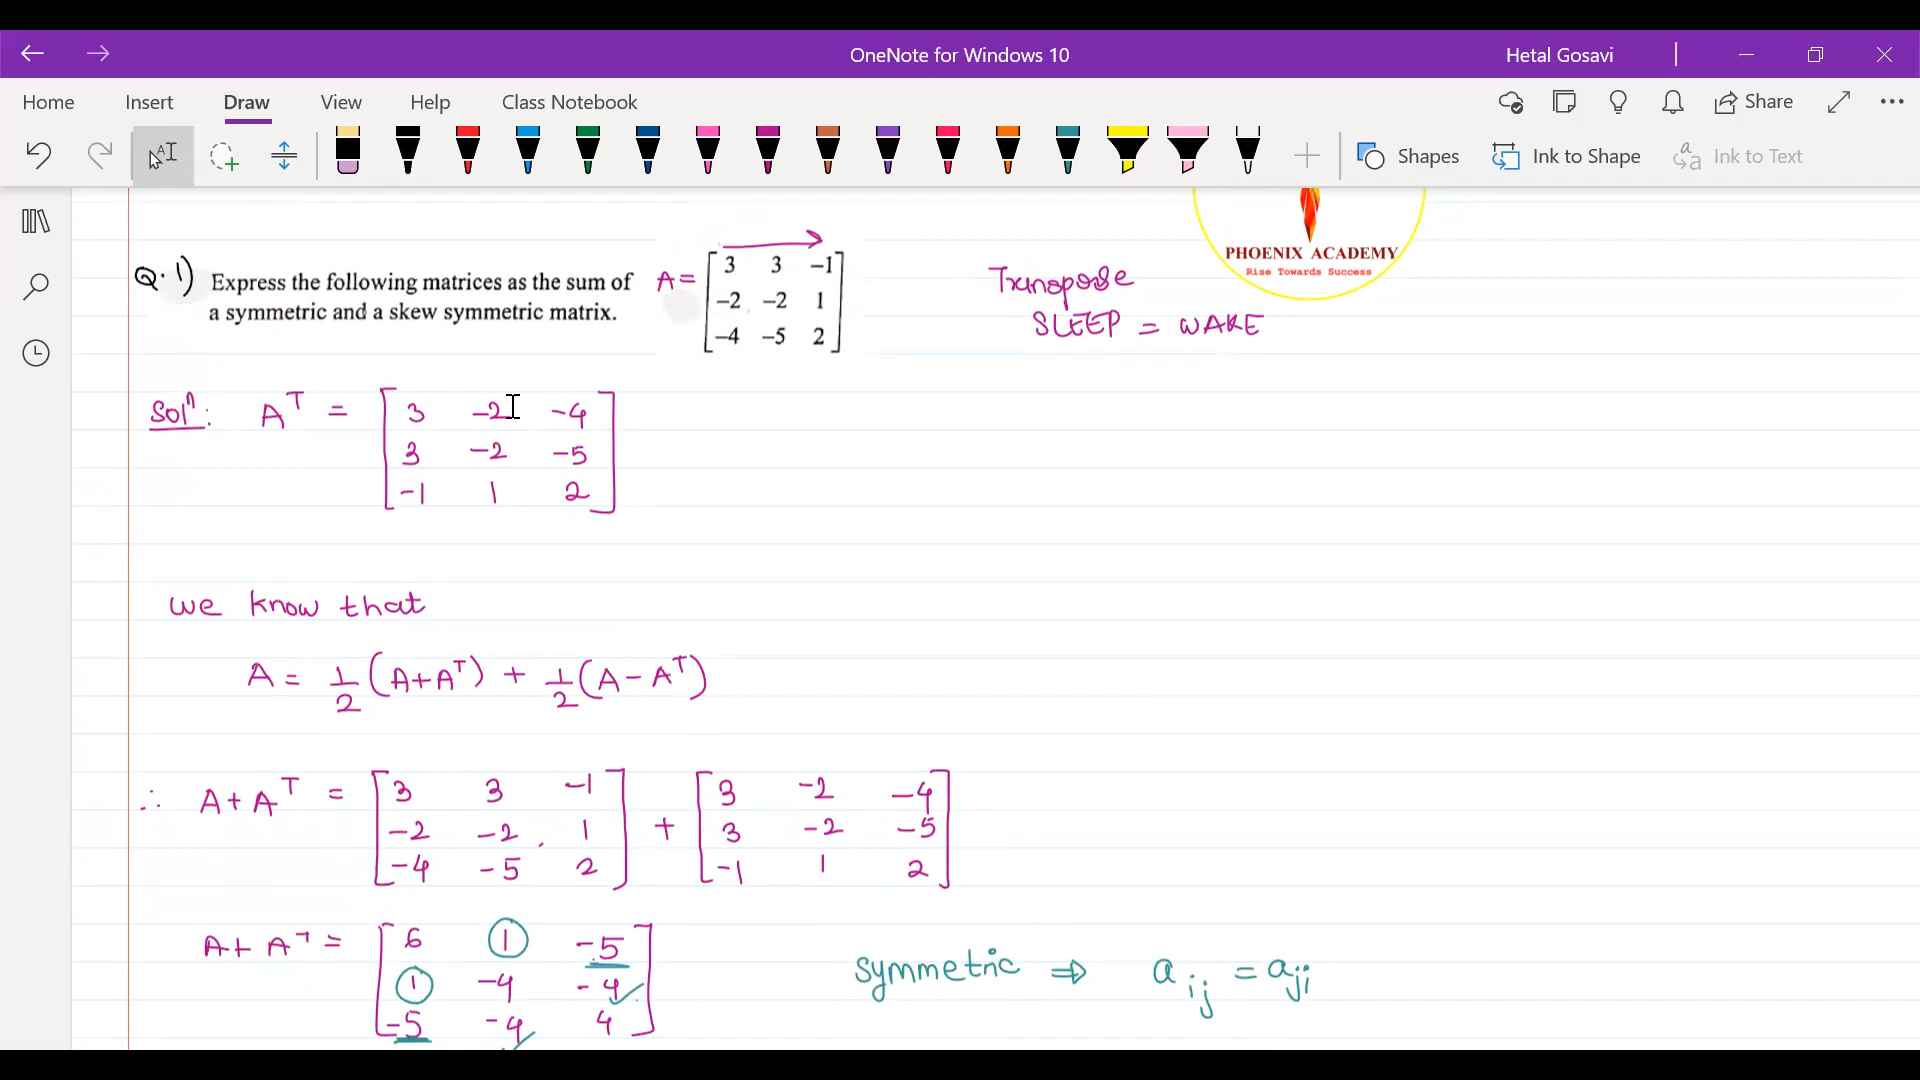 OneNote for Windows 10
Hetal Gosavi
Home Insert Draw View Help Class Notebook
Share
Shapes Ink to Shape Ink to Text
PHOENIX ACADEMY
Rise Towards Success
Q.1) Express the following matrices as the sum of
a symmetric and a skew symmetric matrix.
A =
3 3 −1
−2 −2 1
−4 −5 2
Transpose
SLEEP = WAKE
Solⁿ: Aᵀ =
3 -2 -4
3 -2 -5
-1 1 2
we know that
A = 1/2 (A+Aᵀ) + 1/2 (A-Aᵀ)
∴ A+Aᵀ =
3 3 -1
-2 -2 1
-4 -5 2
+
3 -2 -4
3 -2 -5
-1 1 2
A+Aᵀ =
6 1 -5
1 -4 -4
-5 -4 4
symmetric ⇒ a ij = a ji